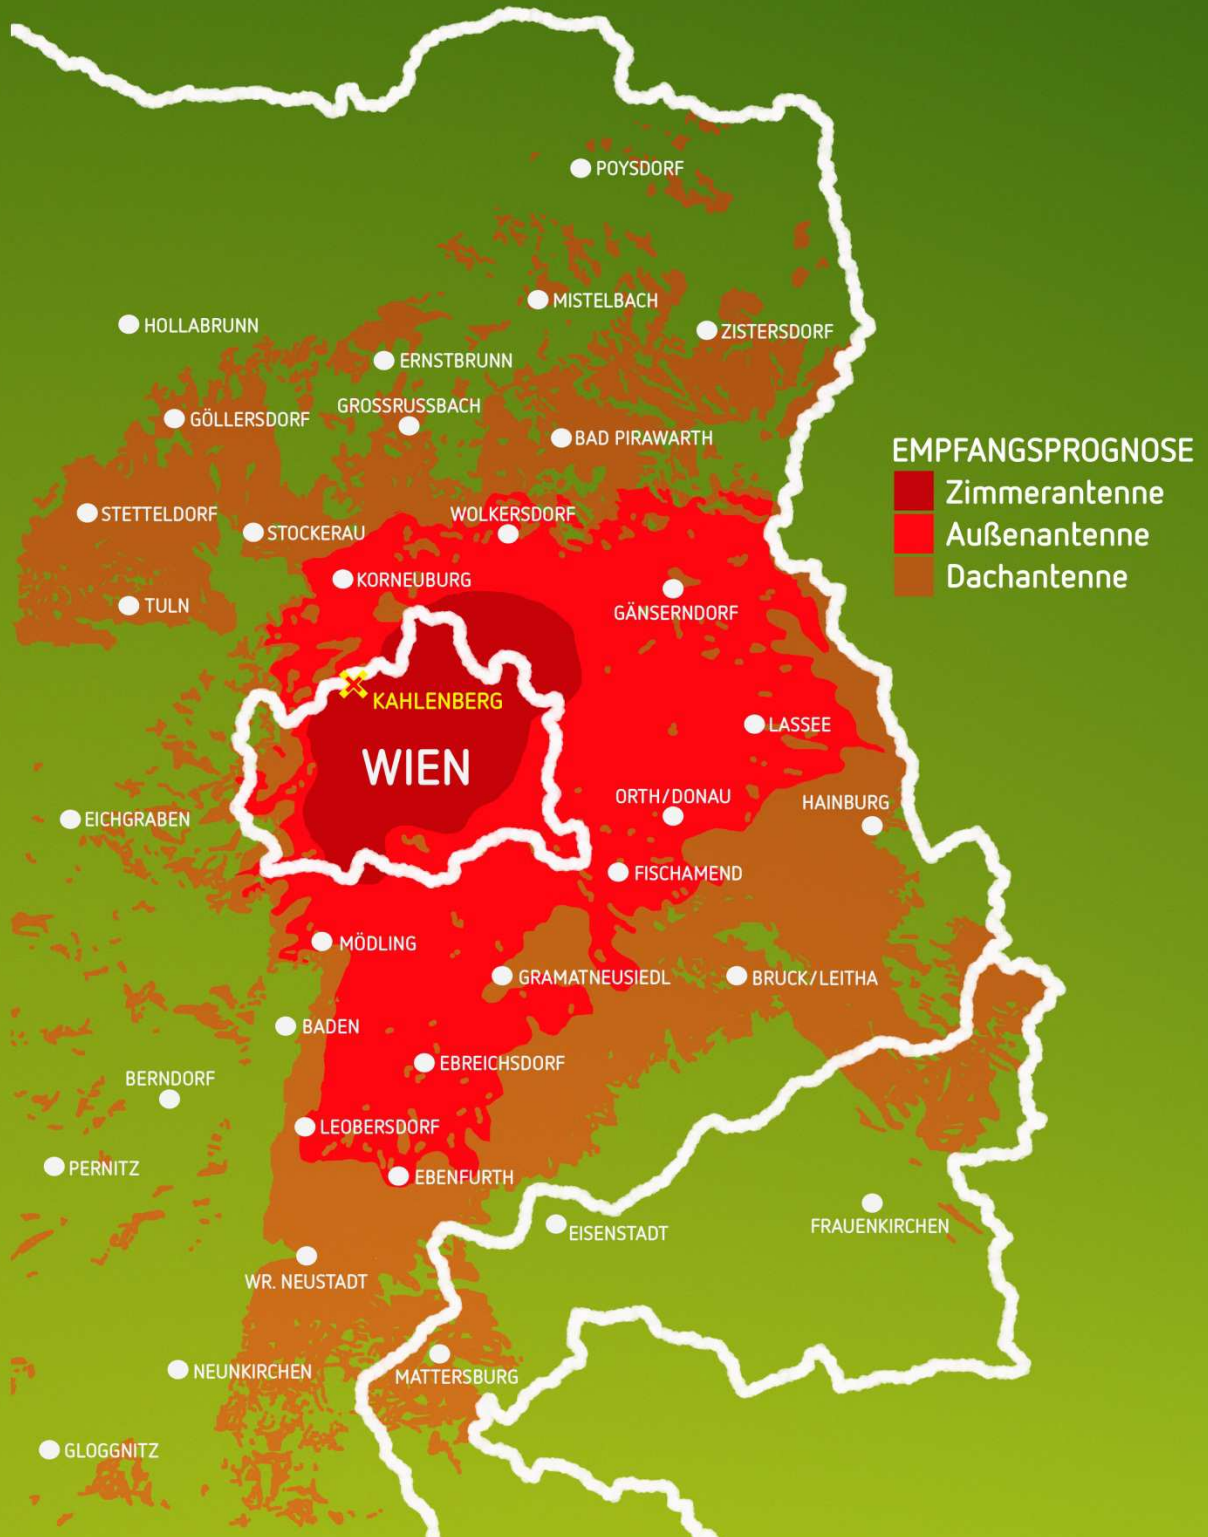 POYSDORF
MISTELBACH
HOLLABRUNN
ZISTERSDORF
ERNSTBRUNN
GROSSRUSSBACH
GÖLLERSDORF
BAD PIRAWARTH
EMPFANGSPROGNOSE
Zimmerantenne
Außenantenne
Dachantenne
STETTELDORF
WOLKERSDORF
STOCKERAU
KORNEUBURG
TULN
GÄNSERNDORF
KAHLENBERG
LASSEE
WIEN
ORTH/DONAU
HAINBURG
EICHGRABEN
FISCHAMEND
MÖDLING
GRAMATNEUSIEDL
BRUCK/LEITHA
BADEN
EBREICHSDORF
BERNDORF
LEOBERSDORF
PERNITZ
EBENFURTH
EISENSTADT
FRAUENKIRCHEN
WR. NEUSTADT
NEUNKIRCHEN
MATTERSBURG
GLOGGNITZ